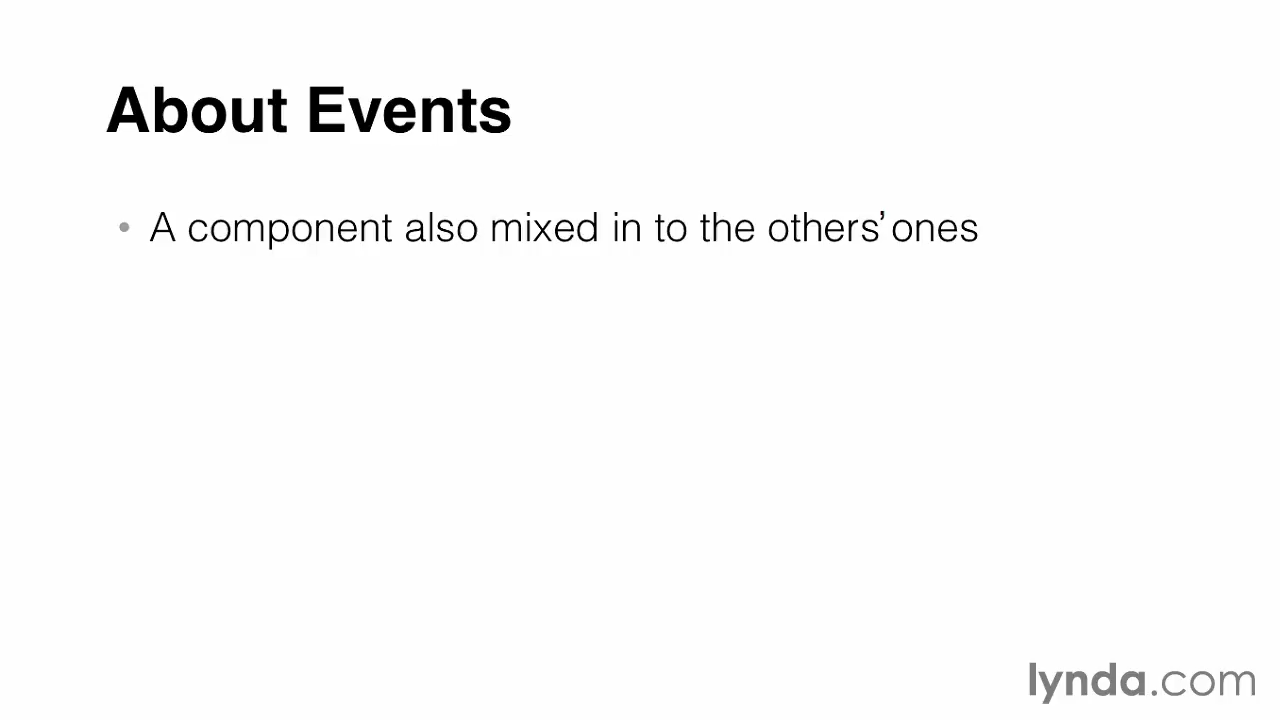 About Events
• A component also mixed in to the others’ ones
lynda.com